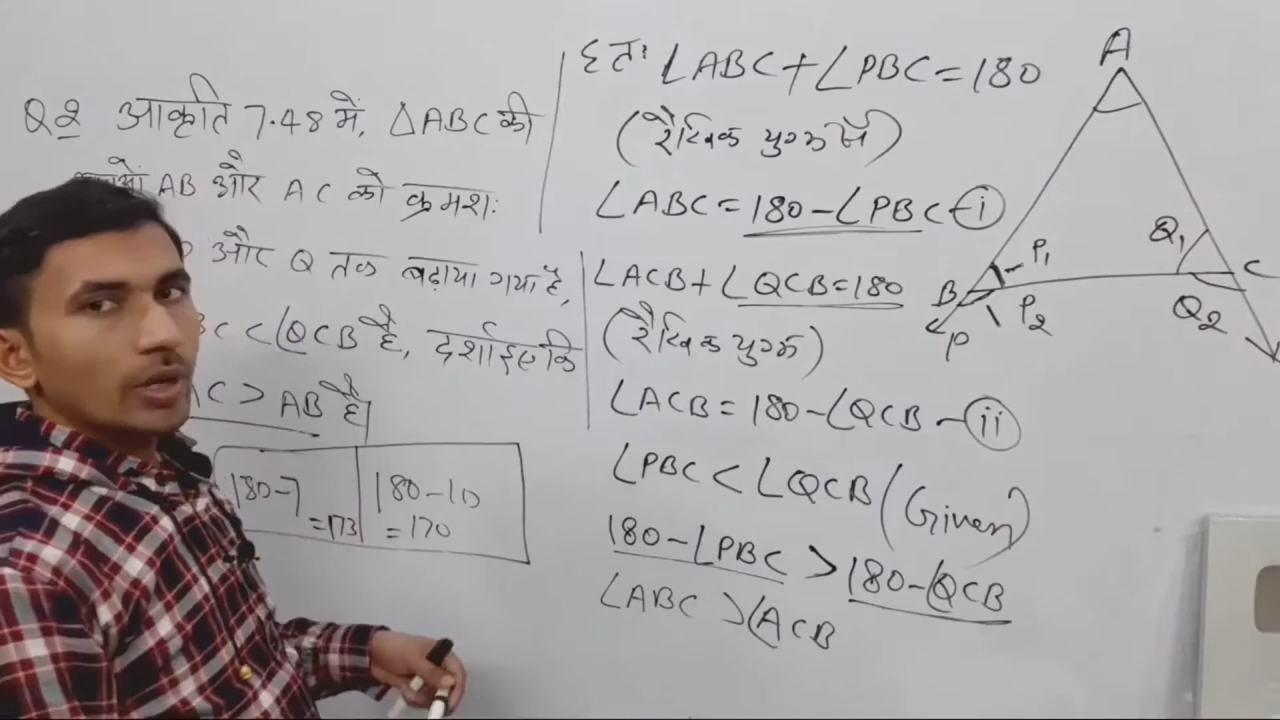 Q2 आकृति 7.48 में, △ABC की
AB और AC को क्रमशः
और Q तक बढ़ाया गया है,
BC < ∠QCB है, दर्शाइए कि
AC > AB है
180-7
=173
180-10
=170
हलः ∠ABC + ∠PBC = 180
(रैखिक युग्म से)
∠ABC = 180 - ∠PBC - i
∠ACB + ∠QCB = 180
(रैखिक युग्म)
∠ACB = 180 - ∠QCB - ii
∠PBC < ∠QCB (Given)
180 - ∠PBC > 180 - ∠QCB
∠ABC > ∠ACB
A
Q1
P1
C
B
P2
Q2
P